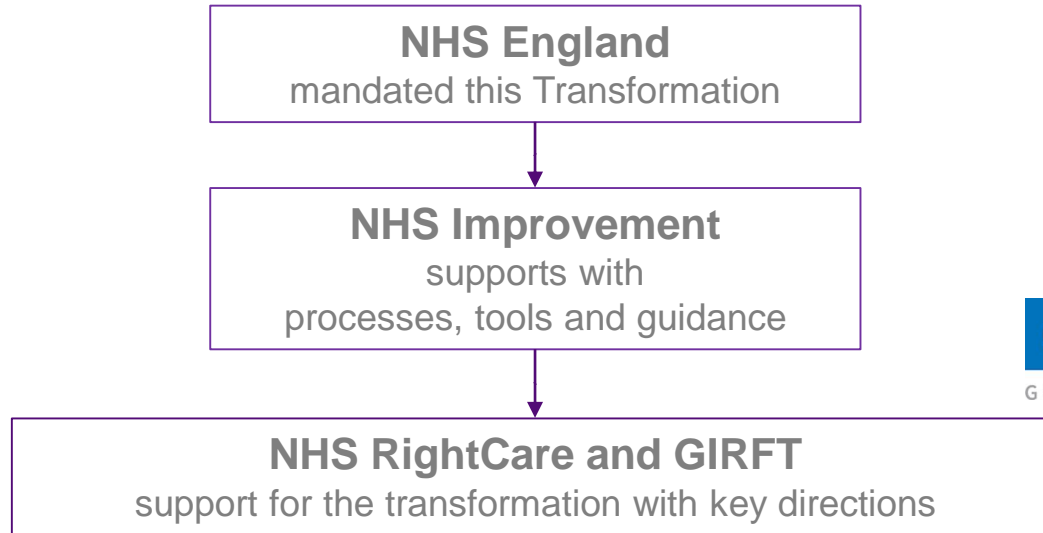 NHS England
mandated this Transformation
NHS Improvement
supports with
processes, tools and guidance
G
NHS RightCare and GIRFT
support for the transformation with key directions